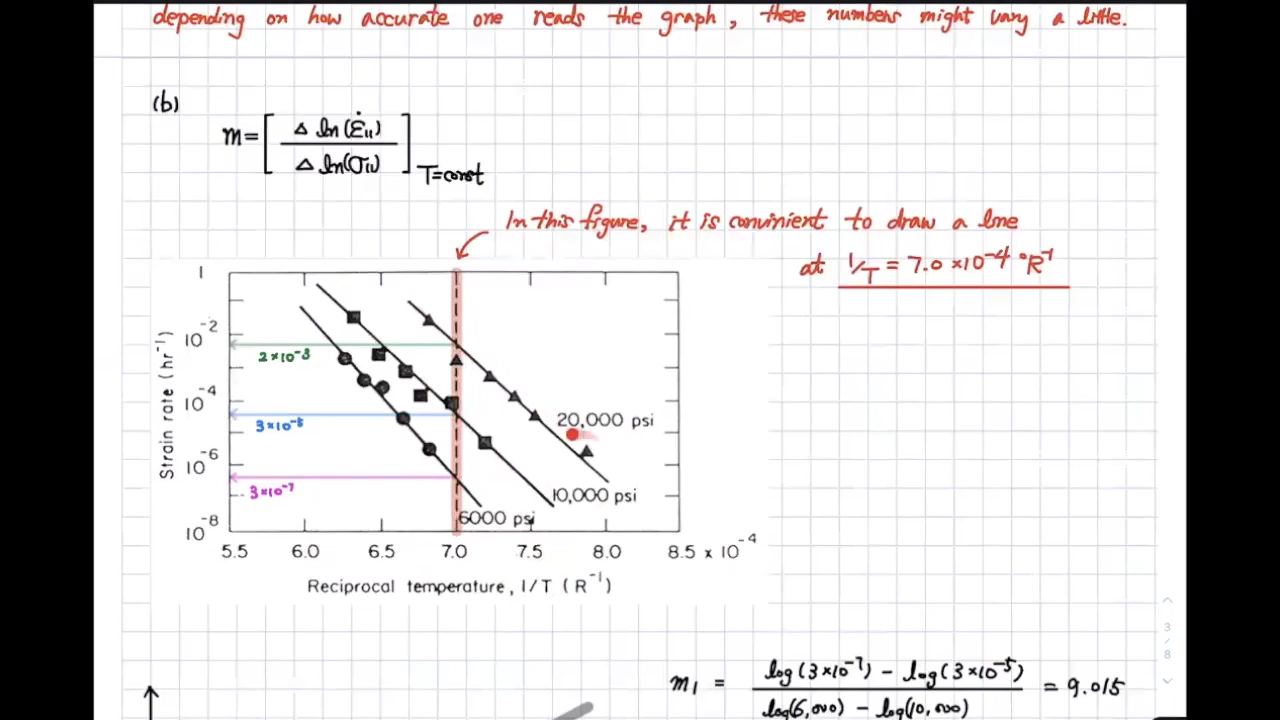 depending on how accurate one reads the graph, these numbers might vary a little.
(b)
m = [ Δ ln(ε̇₁₁) / Δ ln(σ₁₁) ] T=const
In this figure, it is convinient to draw a line
at 1/T = 7.0 ×10⁻⁴ °R⁻¹
Strain rate (hr⁻¹)
1
10⁻²
10⁻⁴
10⁻⁶
10⁻⁸
2×10⁻³
3×10⁻⁵
3×10⁻⁷
20,000 psi
10,000 psi
6000 psi
5.5 6.0 6.5 7.0 7.5 8.0 8.5 x 10⁻⁴
Reciprocal temperature, 1/T (R⁻¹)
3
/
8
m₁ = log(3×10⁻⁷) - log(3×10⁻⁵) / log(6,000) - log(10,000) = 9.015